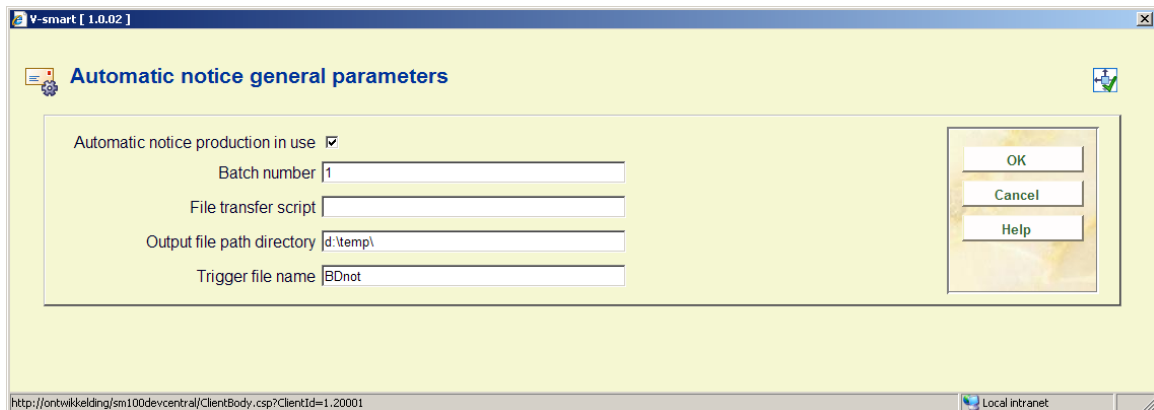 V-smart [ 1.0.02 ]
Automatic notice general parameters
Automatic notice production in use
Batch number 1
File transfer script
Output file path directory d:\temp\
Trigger file name BDnot
OK
Cancel
Help
http://ontwikkelding/sm100devcentral/ClientBody.csp?ClientId=1.20001 Local intranet